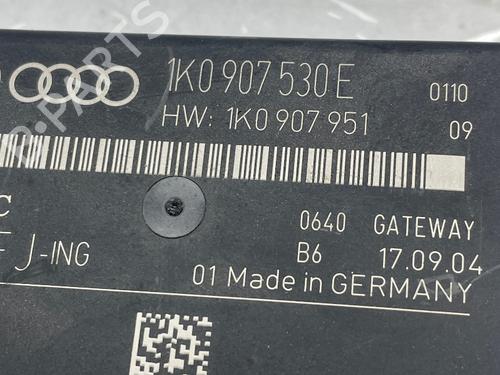 1K0 907 530 E
0110
HW: 1K0 907 951
09
C
0640 GATEWAY
F J-ING
B6 17.09.04
01 Made in GERMANY